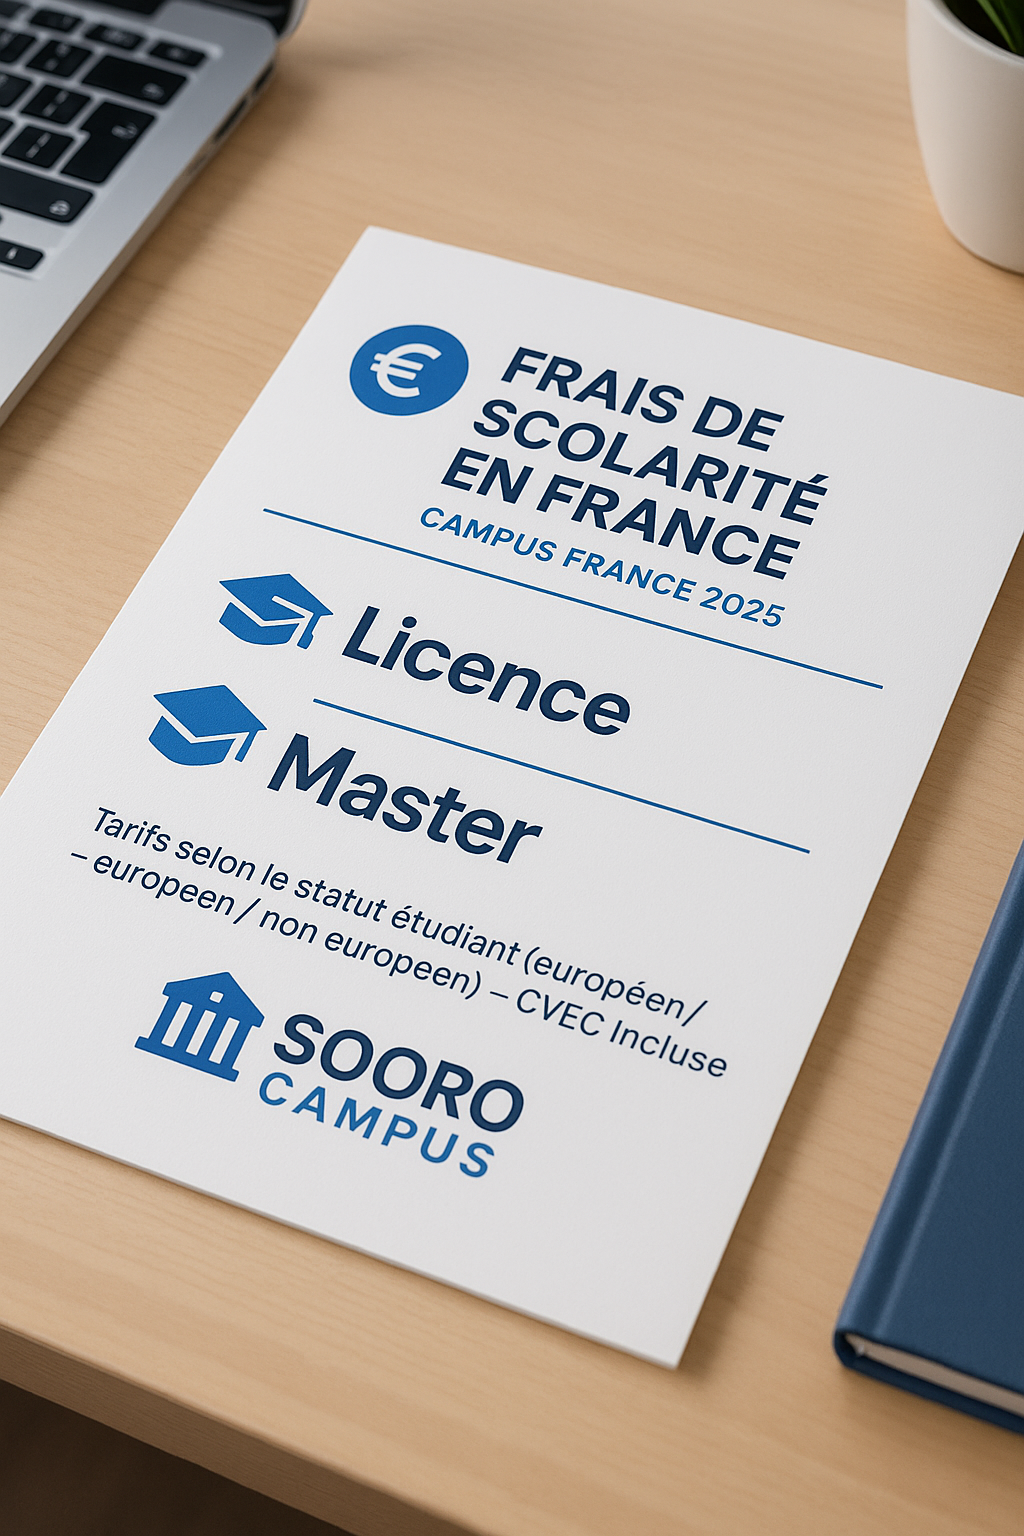 FRAIS DE
SCOLARITÉ
EN FRANCE
CAMPUS FRANCE 2025
Licence
Master
Tarifs selon le statut étudiant (européen/
– europeen / non europeen) – CVEC Incluse
SOORO
CAMPUS